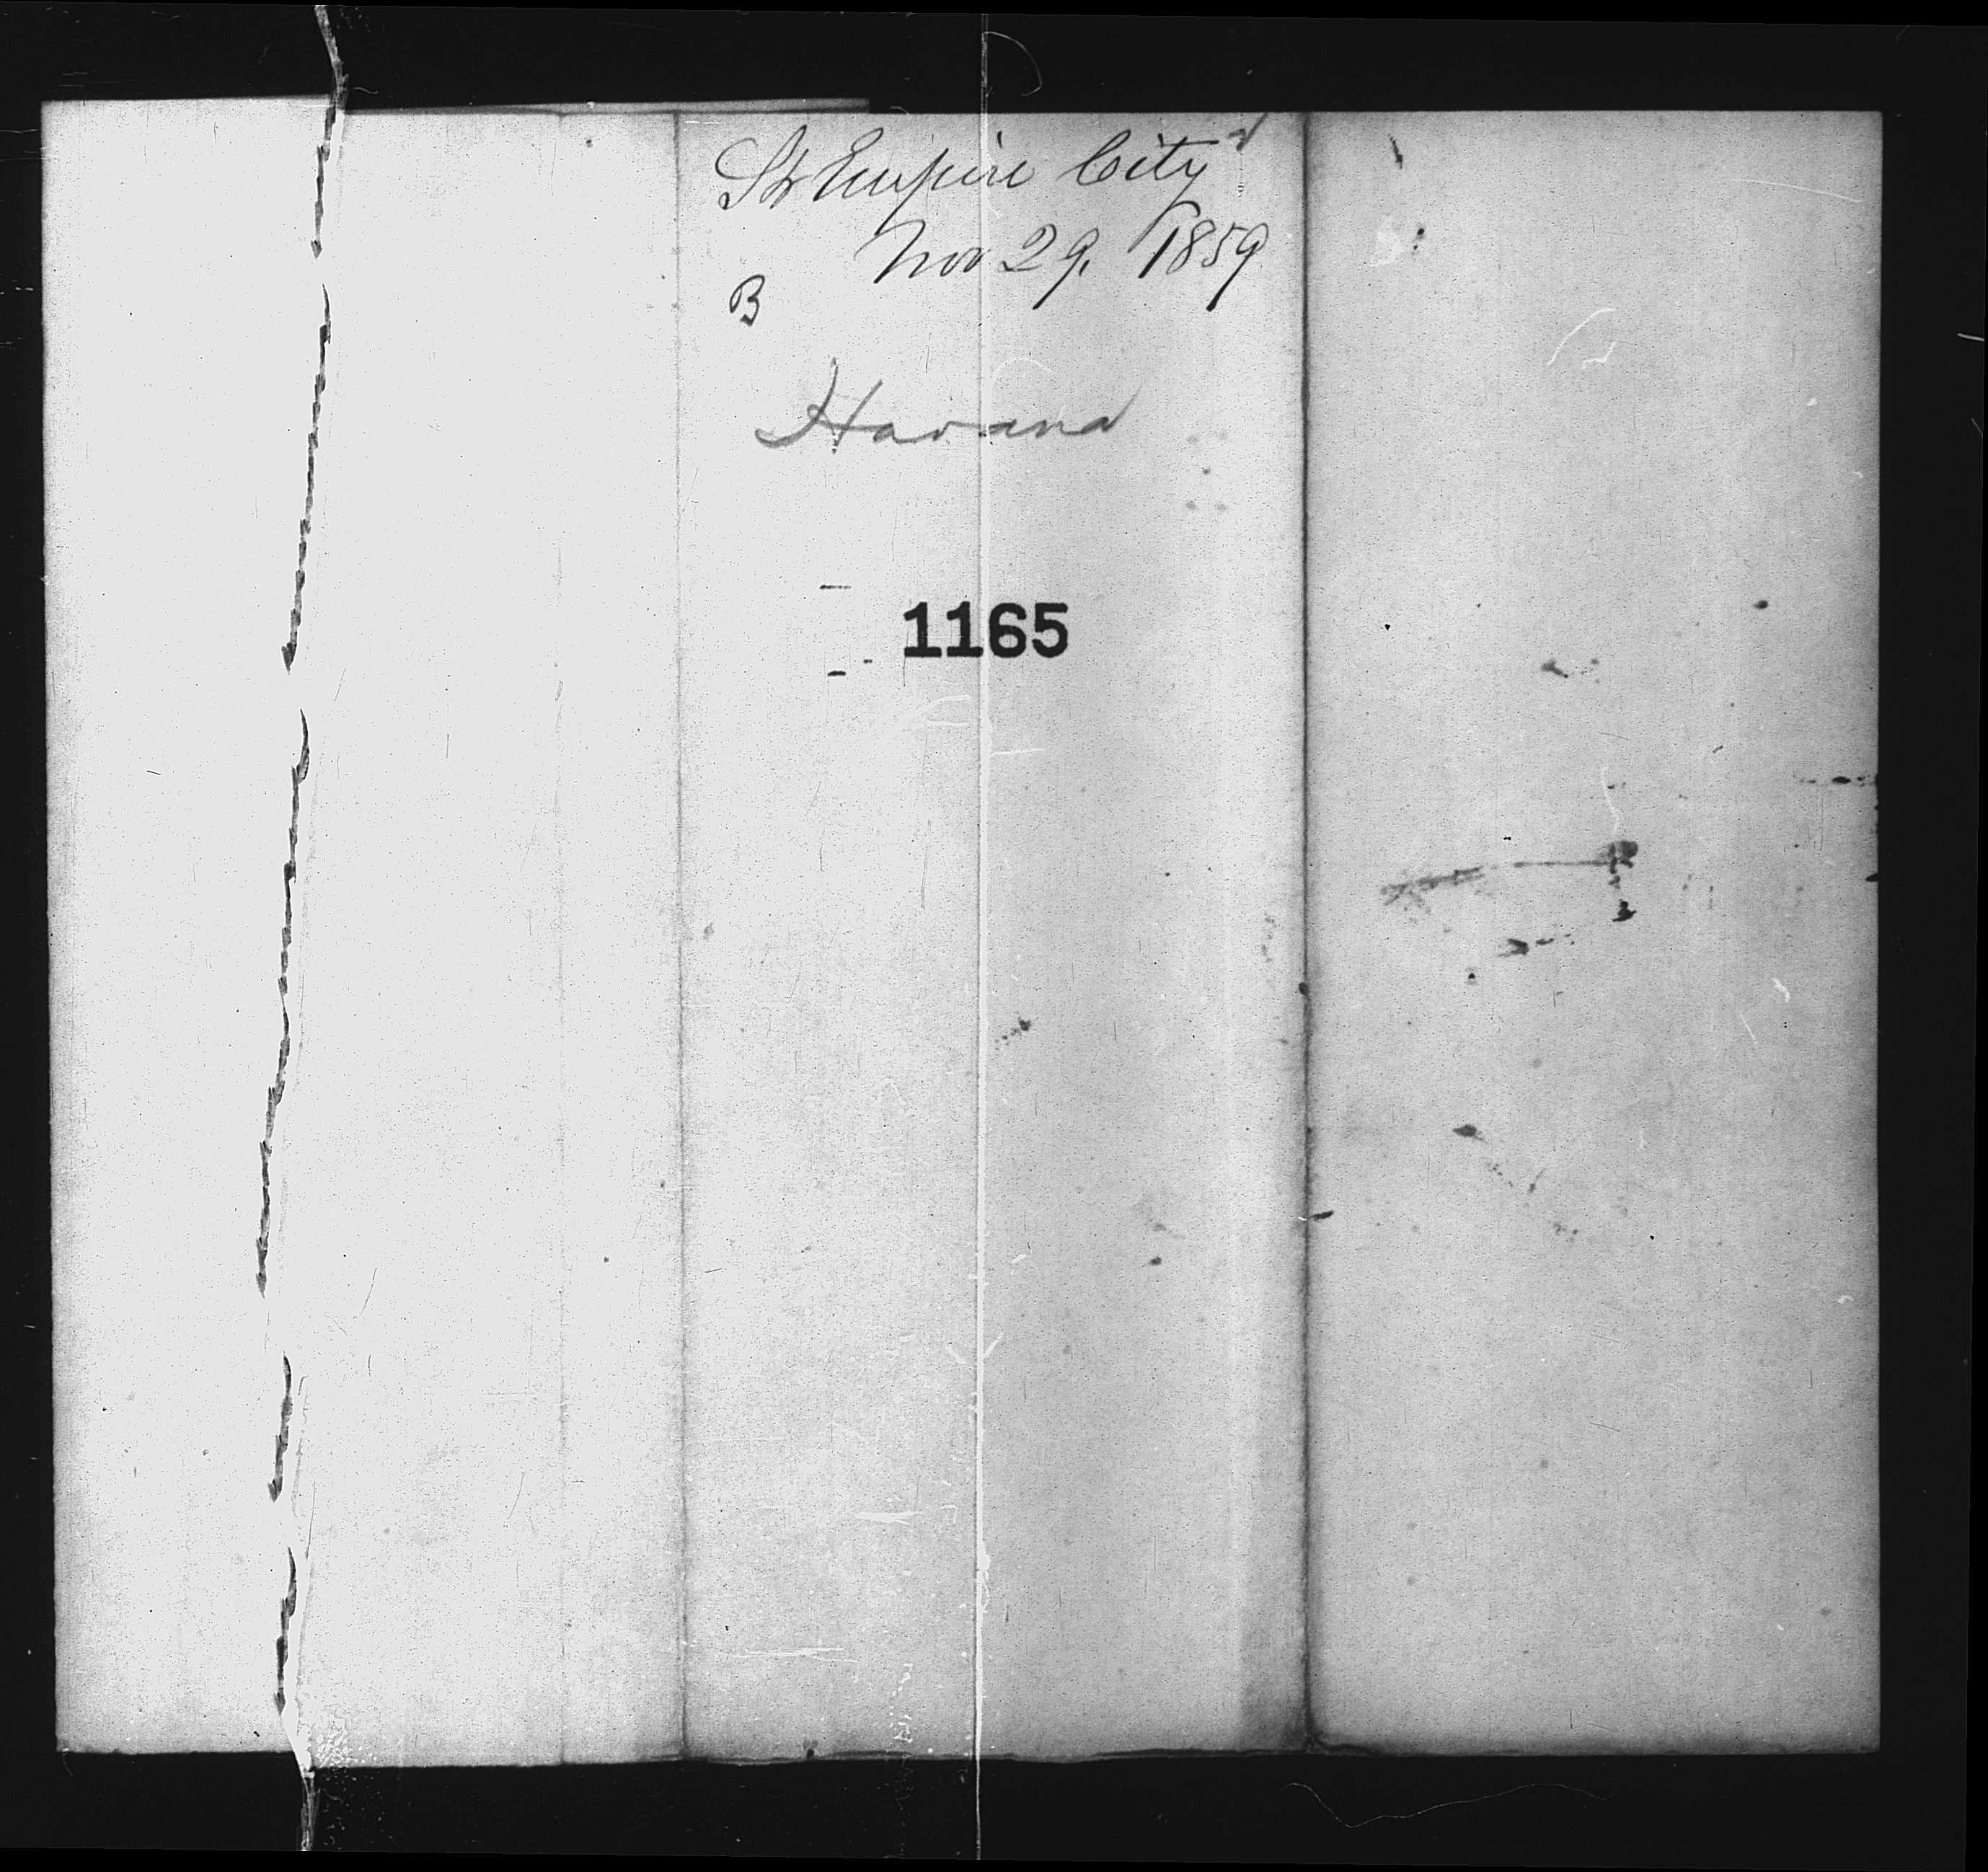 Str Empire City
Nov 29, 1859
B
Havana
1165